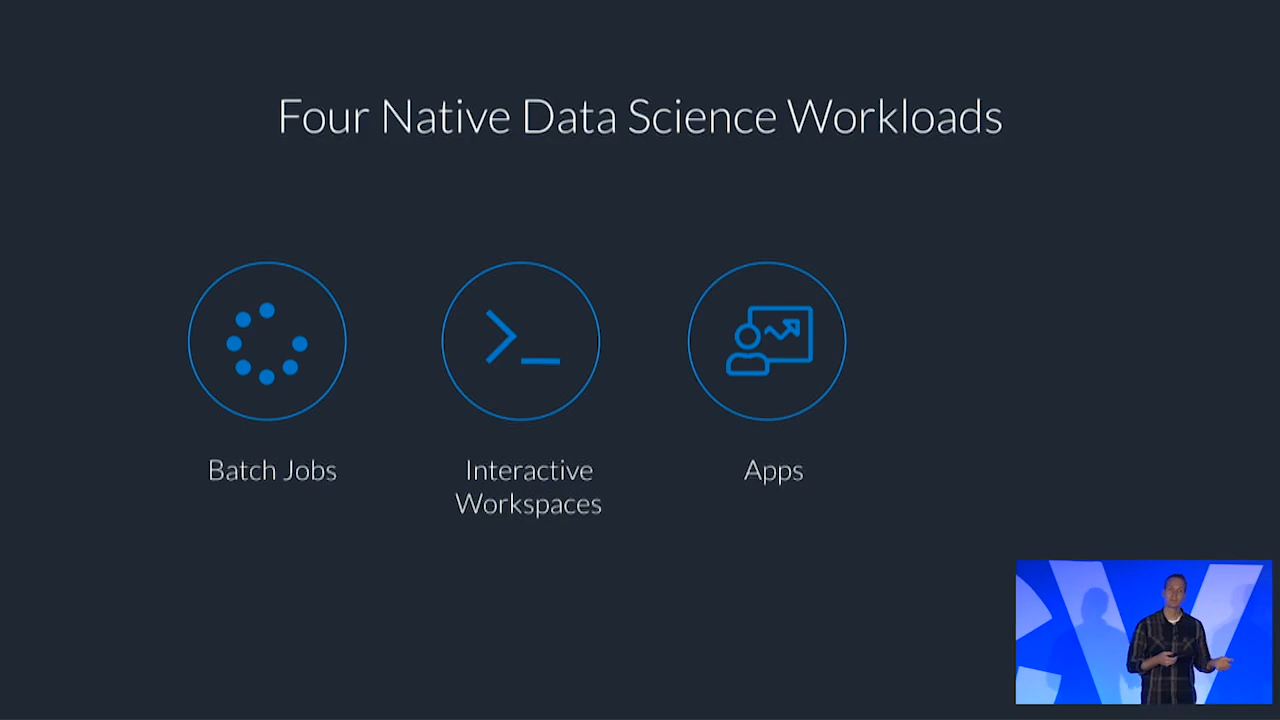 Four Native Data Science Workloads
Batch Jobs
Interactive
Workspaces
Apps